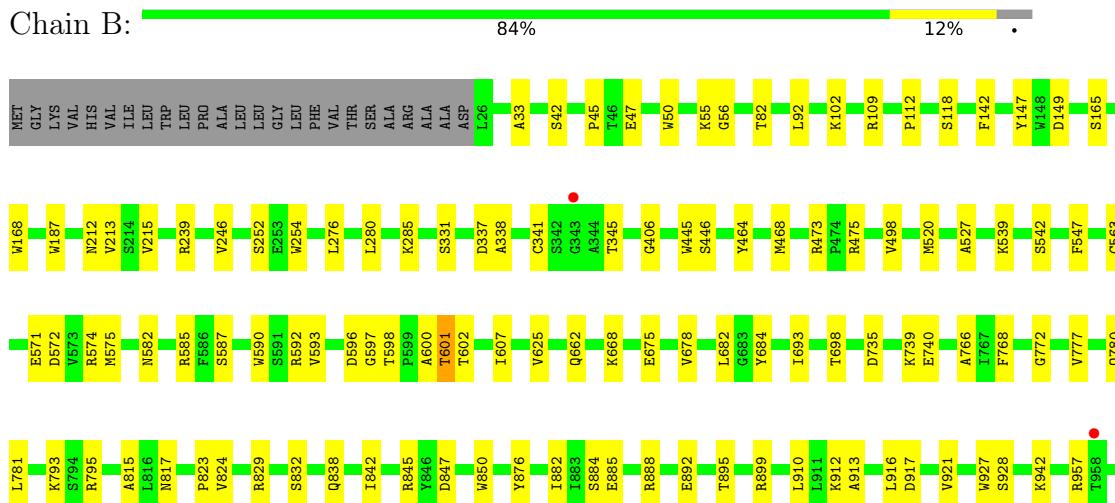 Chain B:
84% 12% •
MET GLY LYS VAL HIS VAL ILE LEU TRP LEU PRO ALA LEU LEU GLY LEU PHE VAL THR SER ARG ALA ALA ASP L26 A33 S42 P45 T46 E47 W50 K55 G56 T82 L92 K102 R109 P112 S118 F142 Y147 W148 D149 S165
W168 W187 N212 V213 S214 V215 R239 V246 S252 E253 W254 L276 L280 K285 S331 D337 A338 C341 S342 G343 A344 T345 G406 W445 S446 Y464 M468 R473 P474 R475 V498 M520 A527 K539 S542 F547
E571 D572 V573 R574 M575 N582 R585 F586 S587 W590 S591 R592 V593 D596 G597 T598 P599 A600 T601 T602 I607 V625 Q662 K668 E675 V678 L682 G683 Y684 I693 T698 D735 K739 E740 A766 I767 F768 G772 V777
L781 K793 S794 R795 A815 L816 N817 P823 V824 R829 S832 Q838 I842 R845 Y846 D847 W850 Y876 I882 I883 S884 E885 R888 E892 T895 R899 L910 L911 K912 A913 L916 D917 V921 W927 S928 K942 R957 T958